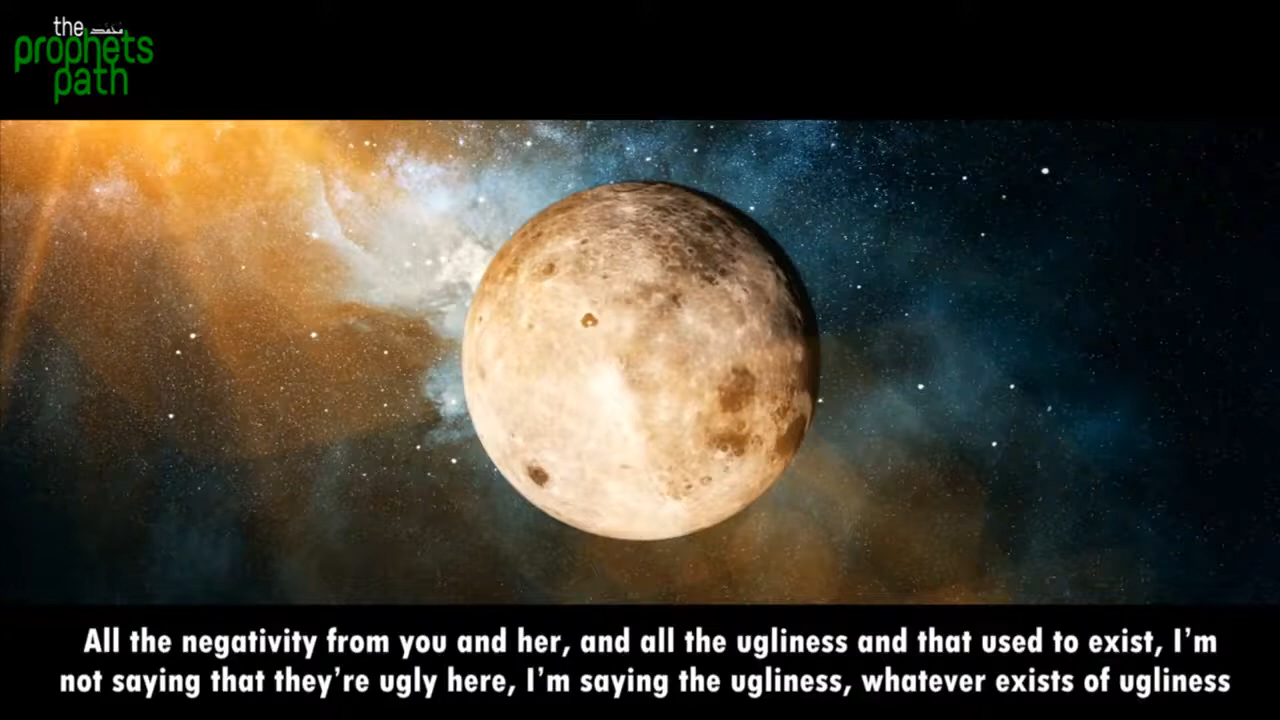 the محمد
prophets
path
All the negativity from you and her, and all the ugliness and that used to exist, I'm
not saying that they're ugly here, I'm saying the ugliness, whatever exists of ugliness